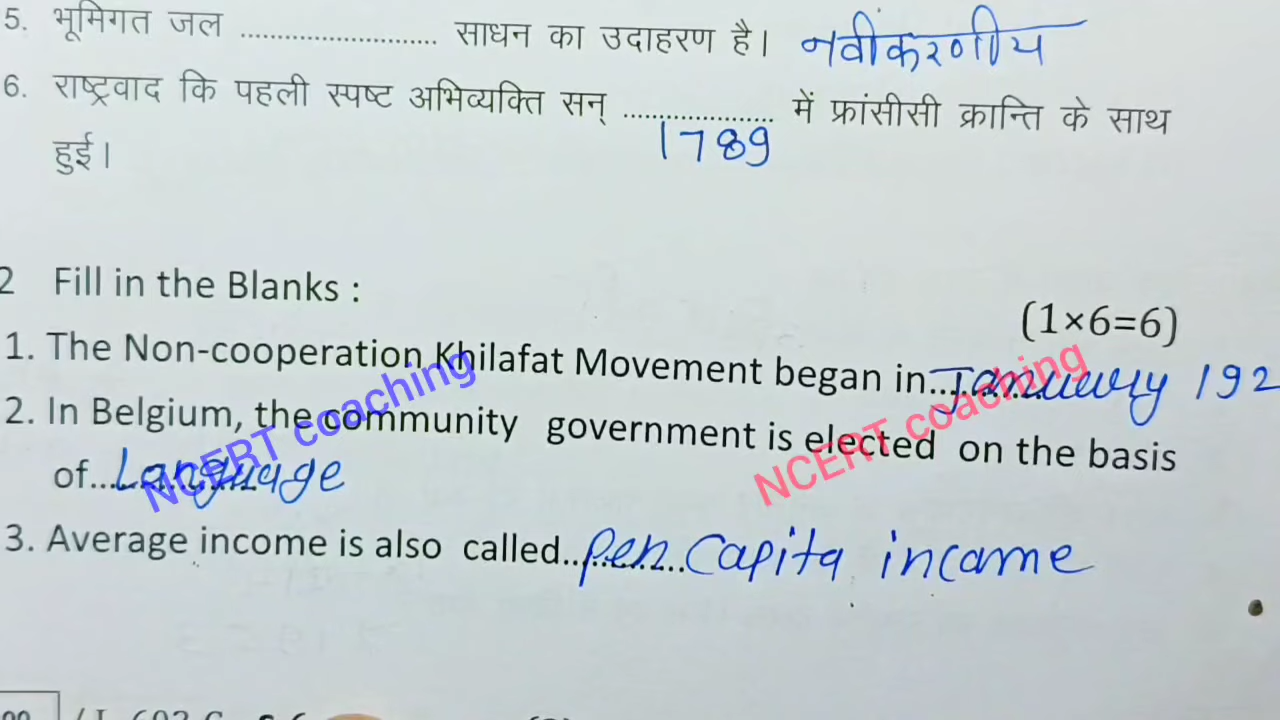 5. भूमिगत जल ............................ साधन का उदाहरण है। नवीकरणीय
6. राष्ट्रवाद कि पहली स्पष्ट अभिव्यक्ति सन् ..................... में फ्रांसीसी क्रान्ति के साथ
1789
हुई।
2 Fill in the Blanks :
(1×6=6)
1. The Non-cooperation Khilafat Movement began in............ January 192
2. In Belgium, the community government is elected on the basis
of............ Language
3. Average income is also called............ Per Capita income
NCERT coaching
NCERT coaching